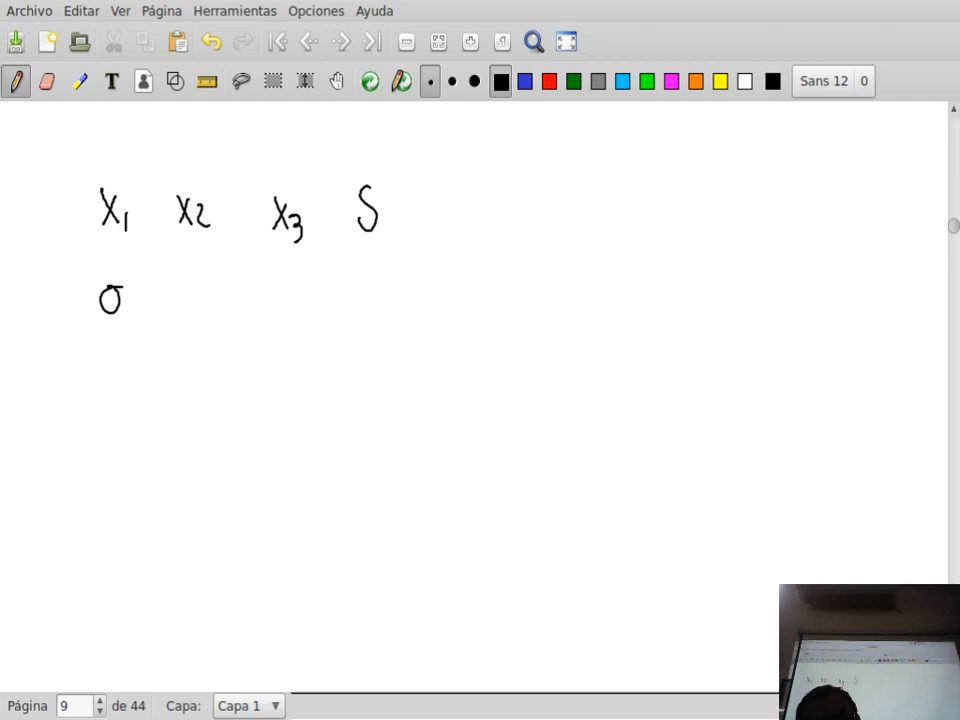 Archivo Editar Ver Página Herramientas Opciones Ayuda
T Sans 12 0
X1 X2 X3 S
0
Página 9 de 44 Capa: Capa 1